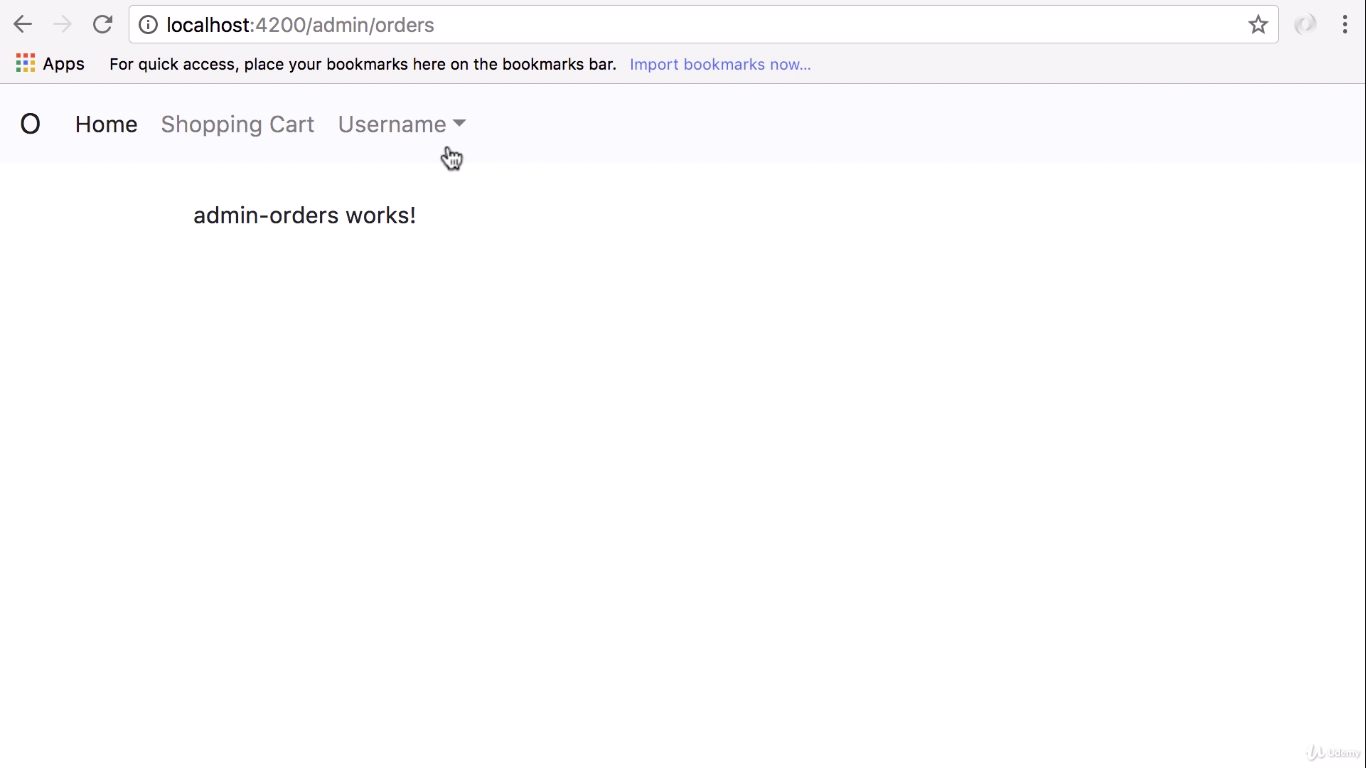 localhost:4200/admin/orders
Apps For quick access, place your bookmarks here on the bookmarks bar. Import bookmarks now...
O Home Shopping Cart Username
admin-orders works!
Udemy